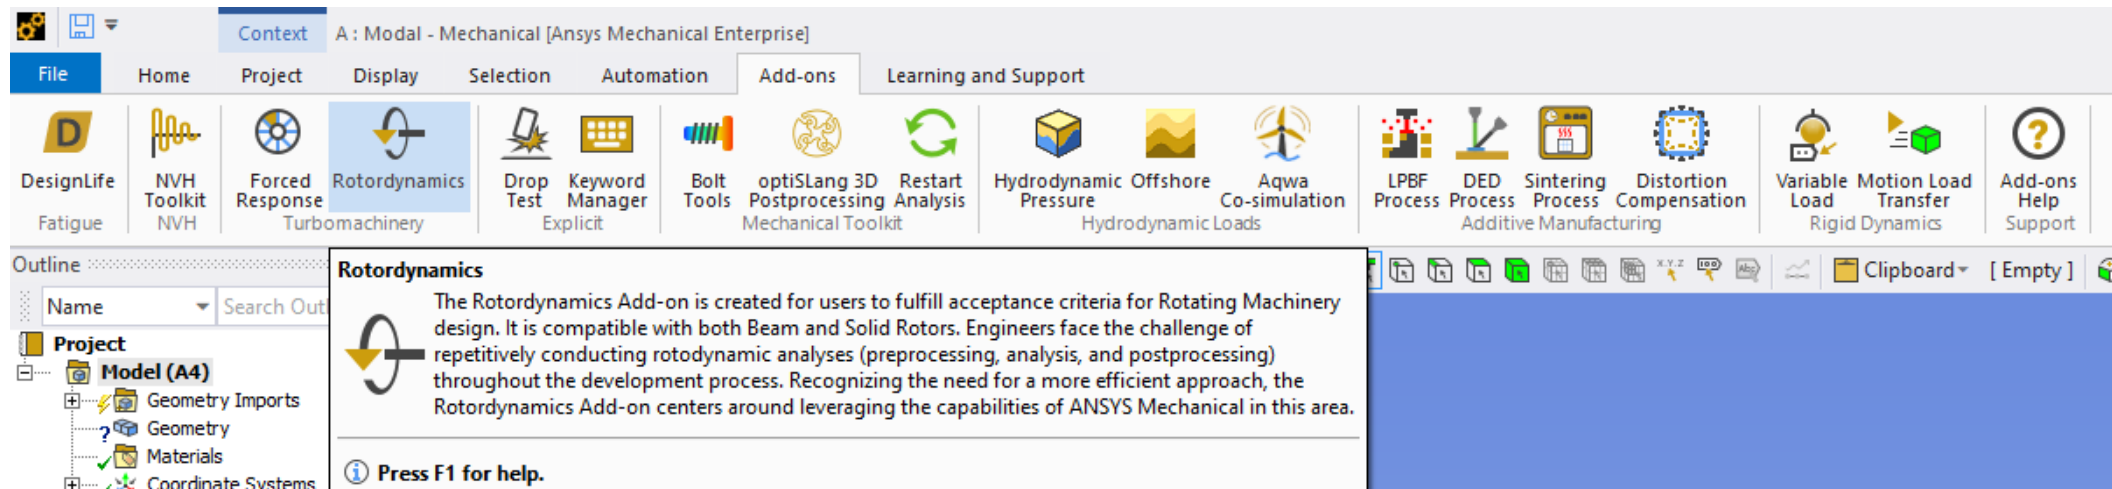 Context A : Modal - Mechanical [Ansys Mechanical Enterprise]
File Home Project Display Selection Automation Add-ons Learning and Support
D
DesignLife NVH Toolkit Forced Response Rotordynamics Drop Test Keyword Manager Bolt Tools optiSLang 3D Postprocessing Restart Analysis Hydrodynamic Pressure Offshore Aqwa Co-simulation LPBF Process DED Process Sintering Process Distortion Compensation Variable Load Motion Load Transfer Add-ons Help
Fatigue NVH Turbomachinery Explicit Mechanical Toolkit Hydrodynamic Loads Additive Manufacturing Rigid Dynamics Support
Outline
Name Search Outl
Project
Model (A4)
Geometry Imports
Geometry
Materials
Coordinate Systems
Rotordynamics
The Rotordynamics Add-on is created for users to fulfill acceptance criteria for Rotating Machinery
design. It is compatible with both Beam and Solid Rotors. Engineers face the challenge of
repetitively conducting rotodynamic analyses (preprocessing, analysis, and postprocessing)
throughout the development process. Recognizing the need for a more efficient approach, the
Rotordynamics Add-on centers around leveraging the capabilities of ANSYS Mechanical in this area.
Press F1 for help.
X,Y,Z Clipboard [ Empty ]